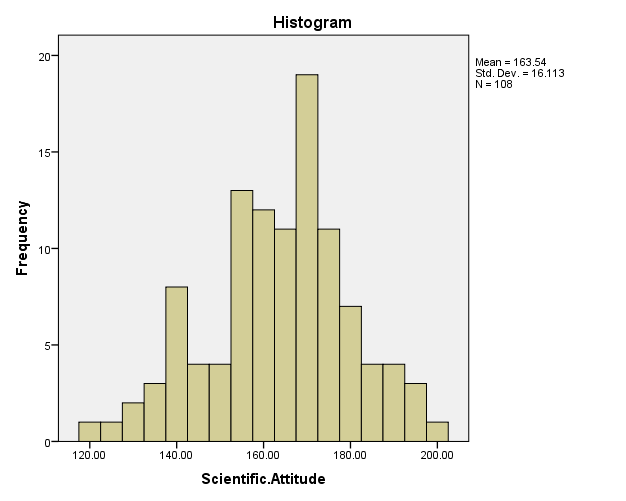 Histogram
Mean = 163.54
Std. Dev. = 16.113
N = 108
20
15
10
5
0
Frequency
120.00 140.00 160.00 180.00 200.00
Scientific.Attitude